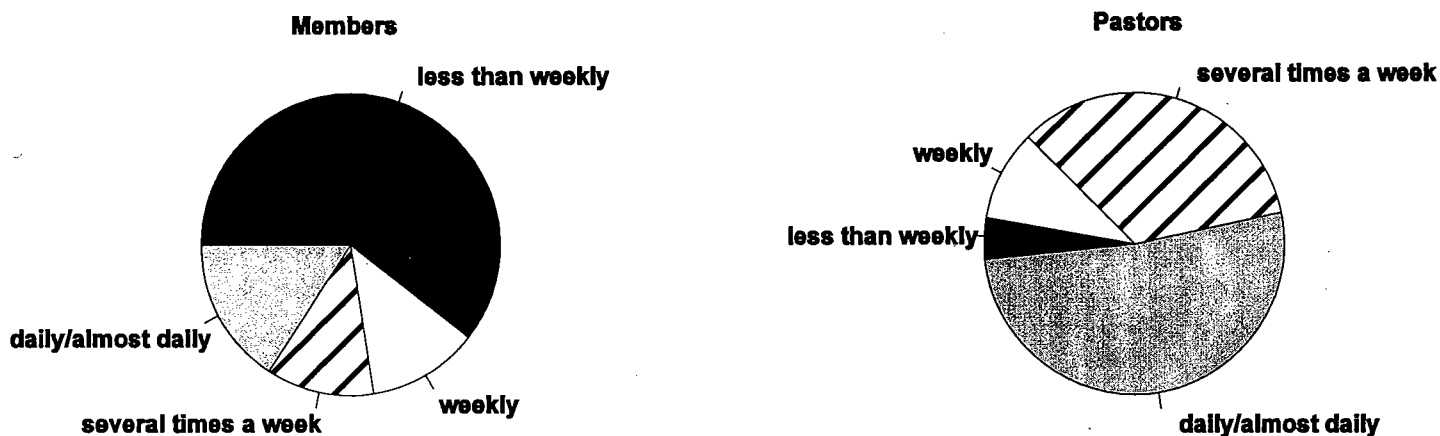 Members
less than weekly
daily/almost daily
several times a week
weekly
Pastors
several times a week
weekly
less than weekly
daily/almost daily